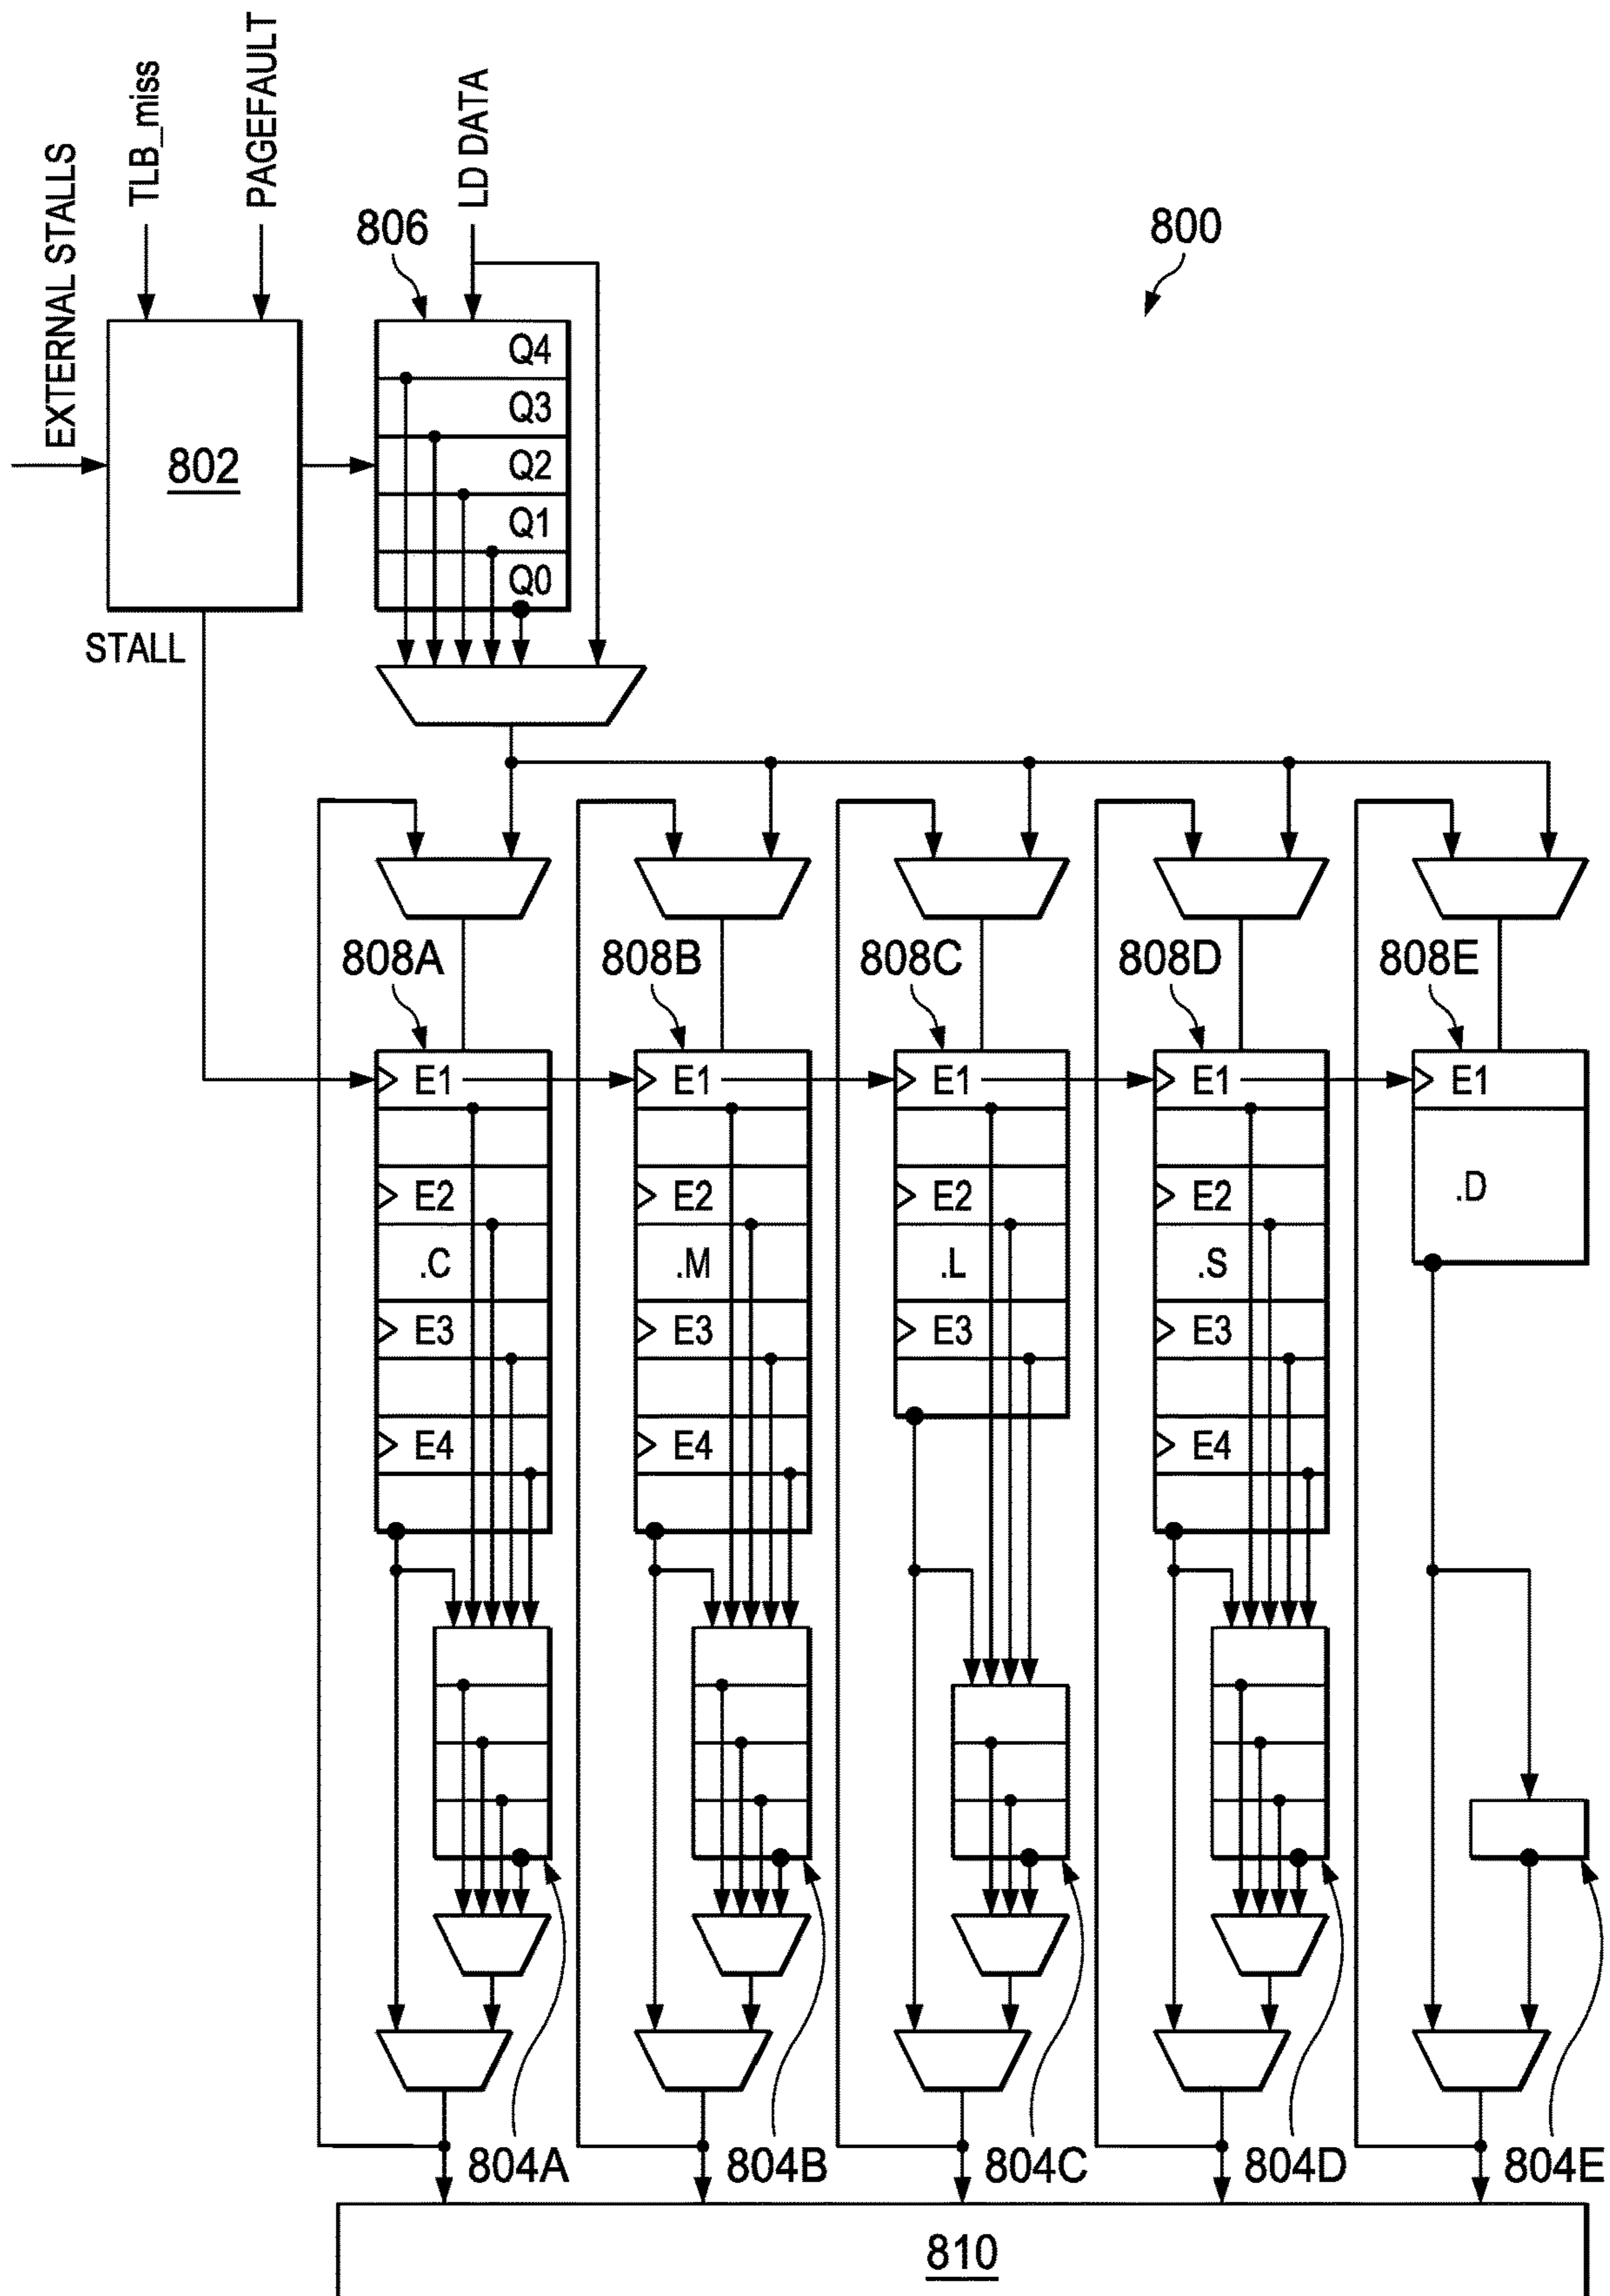 EXTERNAL STALLS
TLB_miss
PAGEFAULT
LD DATA
806
800
802
Q4
Q3
Q2
Q1
Q0
STALL
808A
808B
808C
808D
808E
E1
E1
E1
E1
E1
E2
E2
E2
E2
.D
.C
.M
.L
.S
E3
E3
E3
E3
E4
E4
E4
804A
804B
804C
804D
804E
810